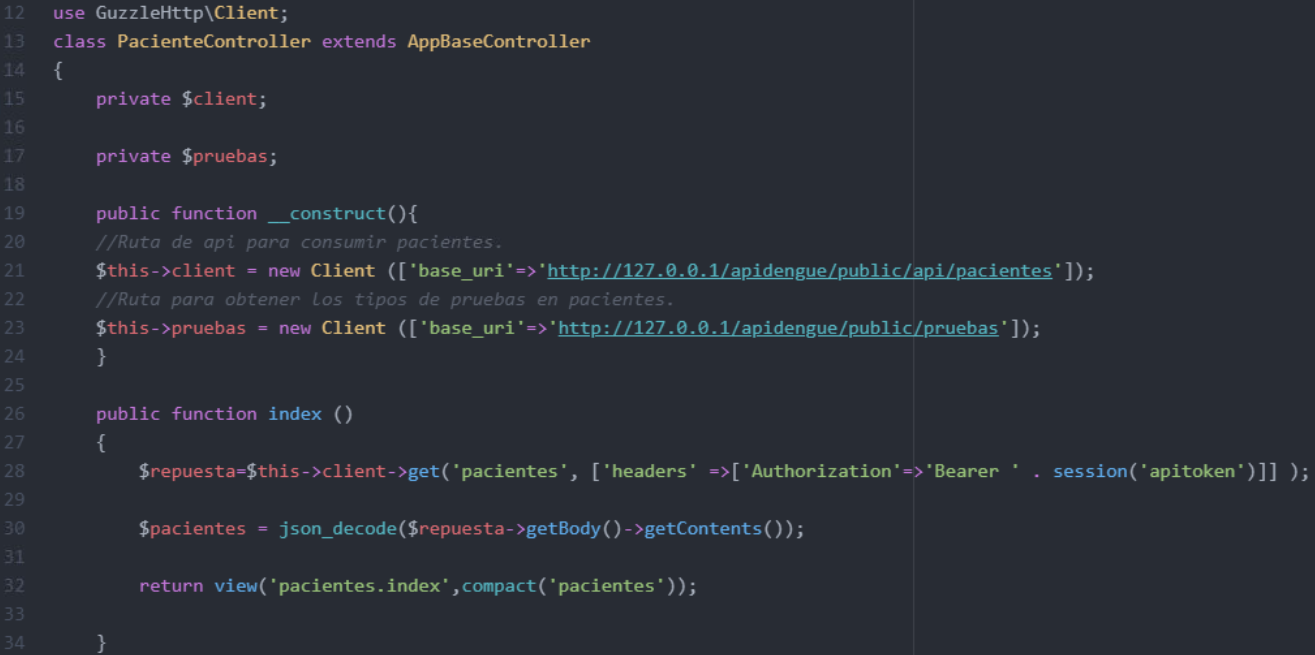 12 use GuzzleHttp\Client;
13 class PacienteController extends AppBaseController
14 {
15     private $client;
16
17     private $pruebas;
18
19     public function __construct(){
20     //Ruta de api para consumir pacientes.
21     $this->client = new Client (['base_uri'=>'http://127.0.0.1/apidengue/public/api/pacientes']);
22     //Ruta para obtener los tipos de pruebas en pacientes.
23     $this->pruebas = new Client (['base_uri'=>'http://127.0.0.1/apidengue/public/pruebas']);
24     }
25
26     public function index ()
27     {
28         $repuesta=$this->client->get('pacientes', ['headers' =>['Authorization'=>'Bearer ' . session('apitoken')]] );
29
30         $pacientes = json_decode($repuesta->getBody()->getContents());
31
32         return view('pacientes.index',compact('pacientes'));
33
34     }